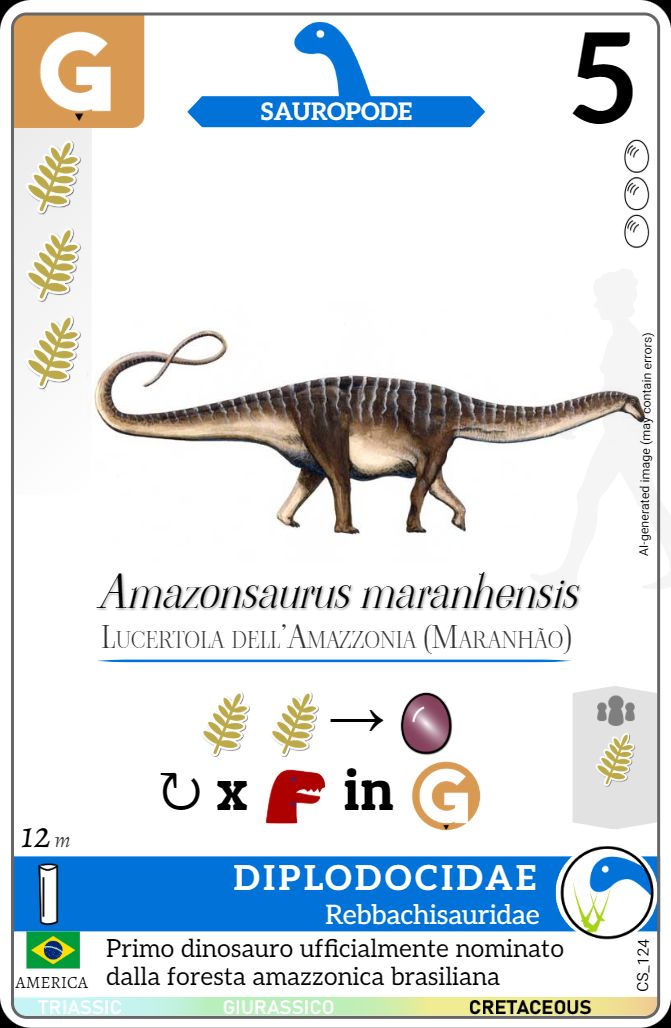 G
SAUROPODE
5
AI-generated image (may contain errors)
Amazonsaurus maranhensis
Lucertola dell'Amazzonia (Maranhão)
→
↻ x in G
12 m
DIPLODOCIDAE
Rebbachisauridae
AMERICA
Primo dinosauro ufficialmente nominato
dalla foresta amazzonica brasiliana
CS_124
TRIASSIC GIURASSICO CRETACEOUS